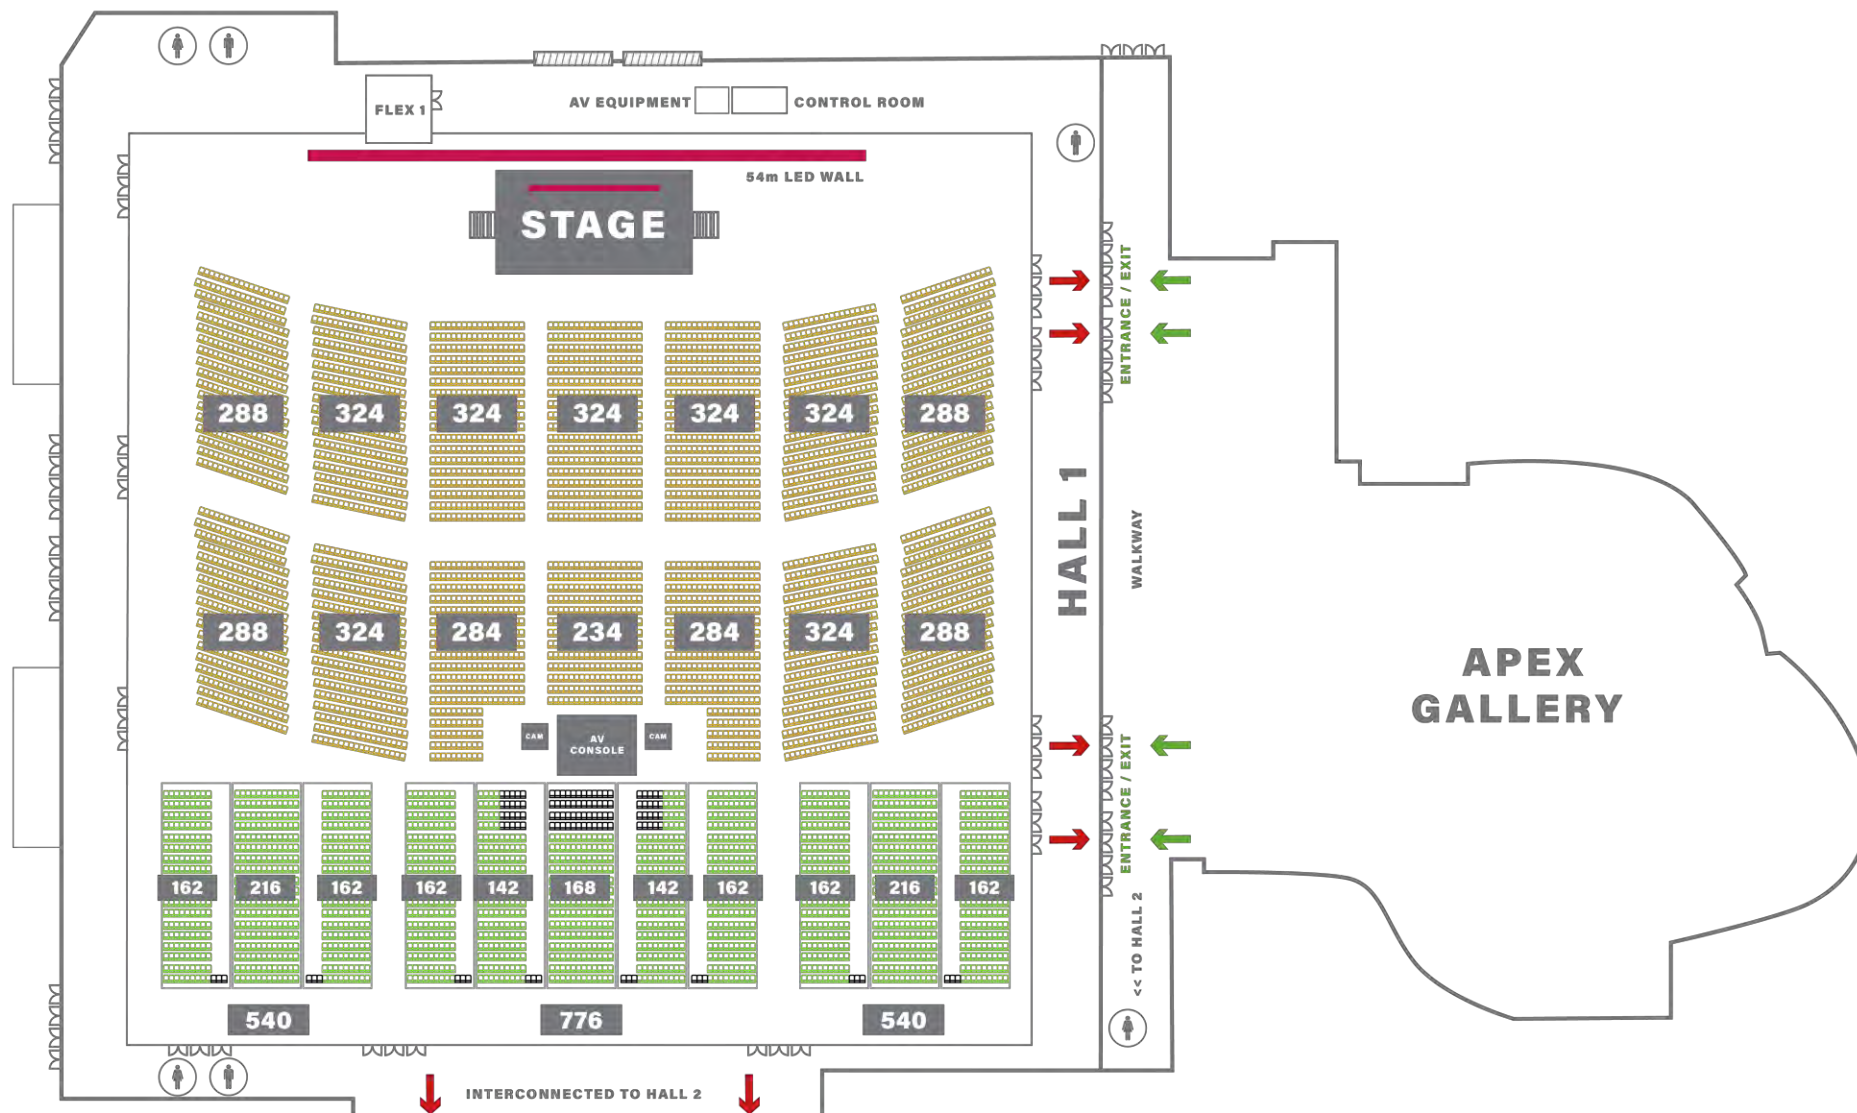 FLEX 1
AV EQUIPMENT
CONTROL ROOM
54m LED WALL
STAGE
ENTRANCE / EXIT
288
324
324
324
324
324
288
HALL 1
WALKWAY
288
324
284
234
284
324
288
APEX
GALLERY
CAM
AV
CONSOLE
CAM
ENTRANCE / EXIT
162
216
162
162
142
168
142
162
162
216
162
<< TO HALL 2
540
776
540
INTERCONNECTED TO HALL 2